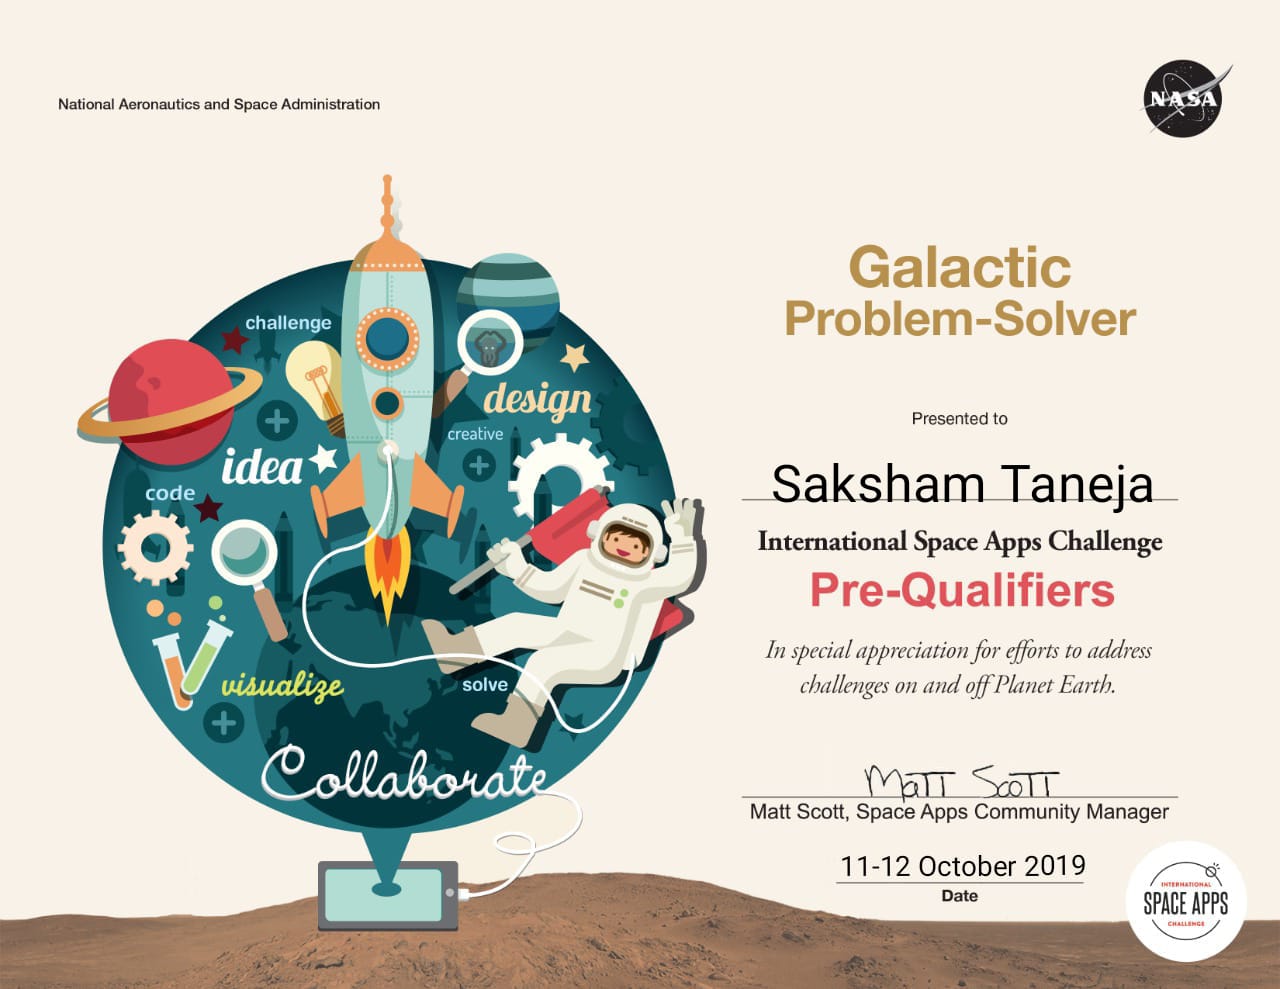 National Aeronautics and Space Administration
NASA
Galactic
Problem-Solver
Presented to
Saksham Taneja
International Space Apps Challenge
Pre-Qualifiers
In special appreciation for efforts to address
challenges on and off Planet Earth.
Matt Scott
Matt Scott, Space Apps Community Manager
11-12 October 2019
Date
challenge
design
creative
idea
code
visualize
solve
Collaborate
INTERNATIONAL
SPACE APPS
CHALLENGE